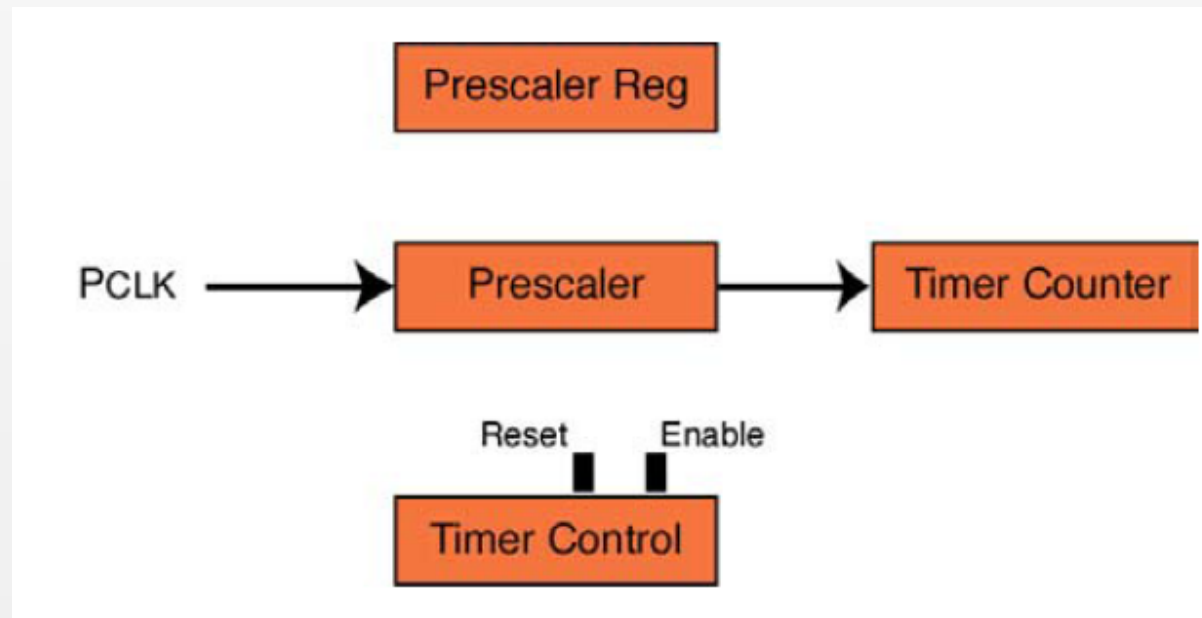 Prescaler Reg
PCLK
Prescaler
Timer Counter
Reset
Enable
Timer Control